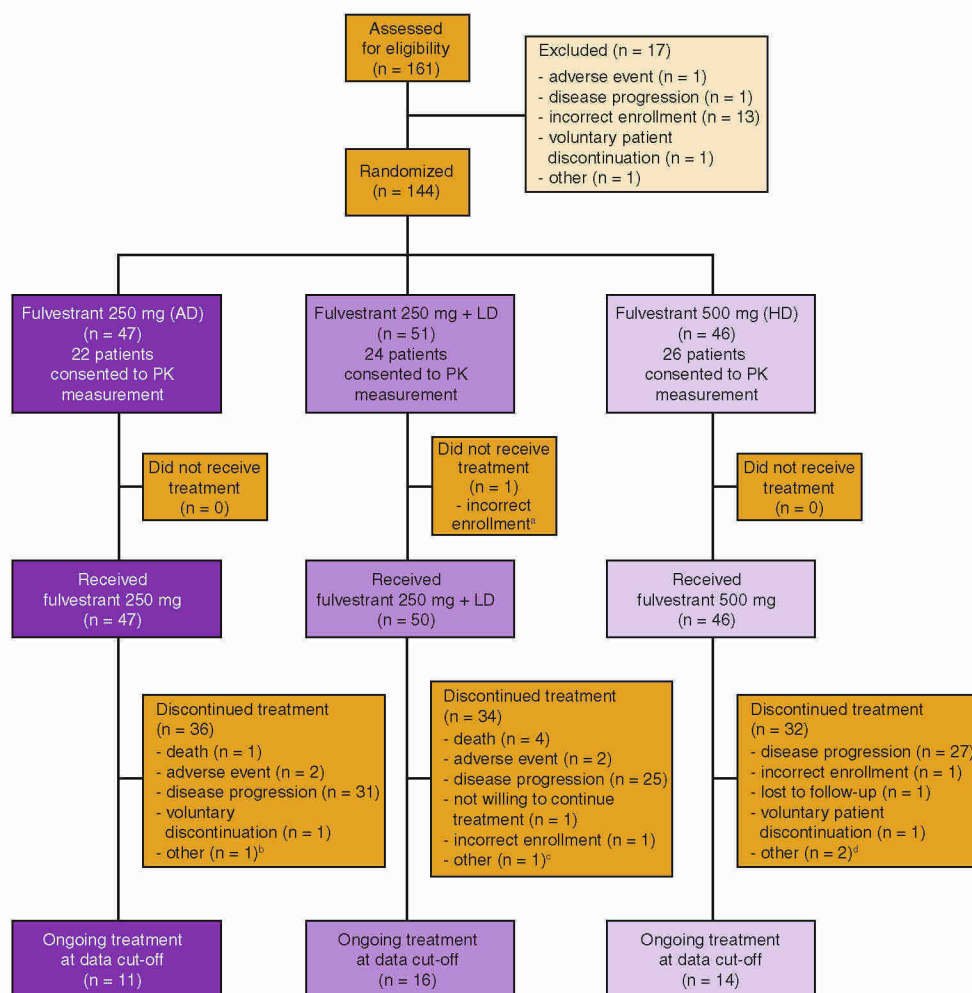 Assessed
for eligibility
(n = 161)
Excluded (n = 17)
- adverse event (n = 1)
- disease progression (n = 1)
- incorrect enrollment (n = 13)
- voluntary patient
discontinuation (n = 1)
- other (n = 1)
Randomized
(n = 144)
Fulvestrant 250 mg (AD)
(n = 47)
22 patients
consented to PK
measurement
Fulvestrant 250 mg + LD
(n = 51)
24 patients
consented to PK
measurement
Fulvestrant 500 mg (HD)
(n = 46)
26 patients
consented to PK
measurement
Did not receive
treatment
(n = 0)
Did not receive
treatment
(n = 1)
- incorrect
enrollmentᵃ
Did not receive
treatment
(n = 0)
Received
fulvestrant 250 mg
(n = 47)
Received
fulvestrant 250 mg + LD
(n = 50)
Received
fulvestrant 500 mg
(n = 46)
Discontinued treatment
(n = 36)
- death (n = 1)
- adverse event (n = 2)
- disease progression (n = 31)
- voluntary
discontinuation (n = 1)
- other (n = 1)ᵇ
Discontinued treatment
(n = 34)
- death (n = 4)
- adverse event (n = 2)
- disease progression (n = 25)
- not willing to continue
treatment (n = 1)
- incorrect enrollment (n = 1)
- other (n = 1)ᶜ
Discontinued treatment
(n = 32)
- disease progression (n = 27)
- incorrect enrollment (n = 1)
- lost to follow-up (n = 1)
- voluntary patient
discontinuation (n = 1)
- other (n = 2)ᵈ
Ongoing treatment
at data cut-off
(n = 11)
Ongoing treatment
at data cut-off
(n = 16)
Ongoing treatment
at data cut-off
(n = 14)